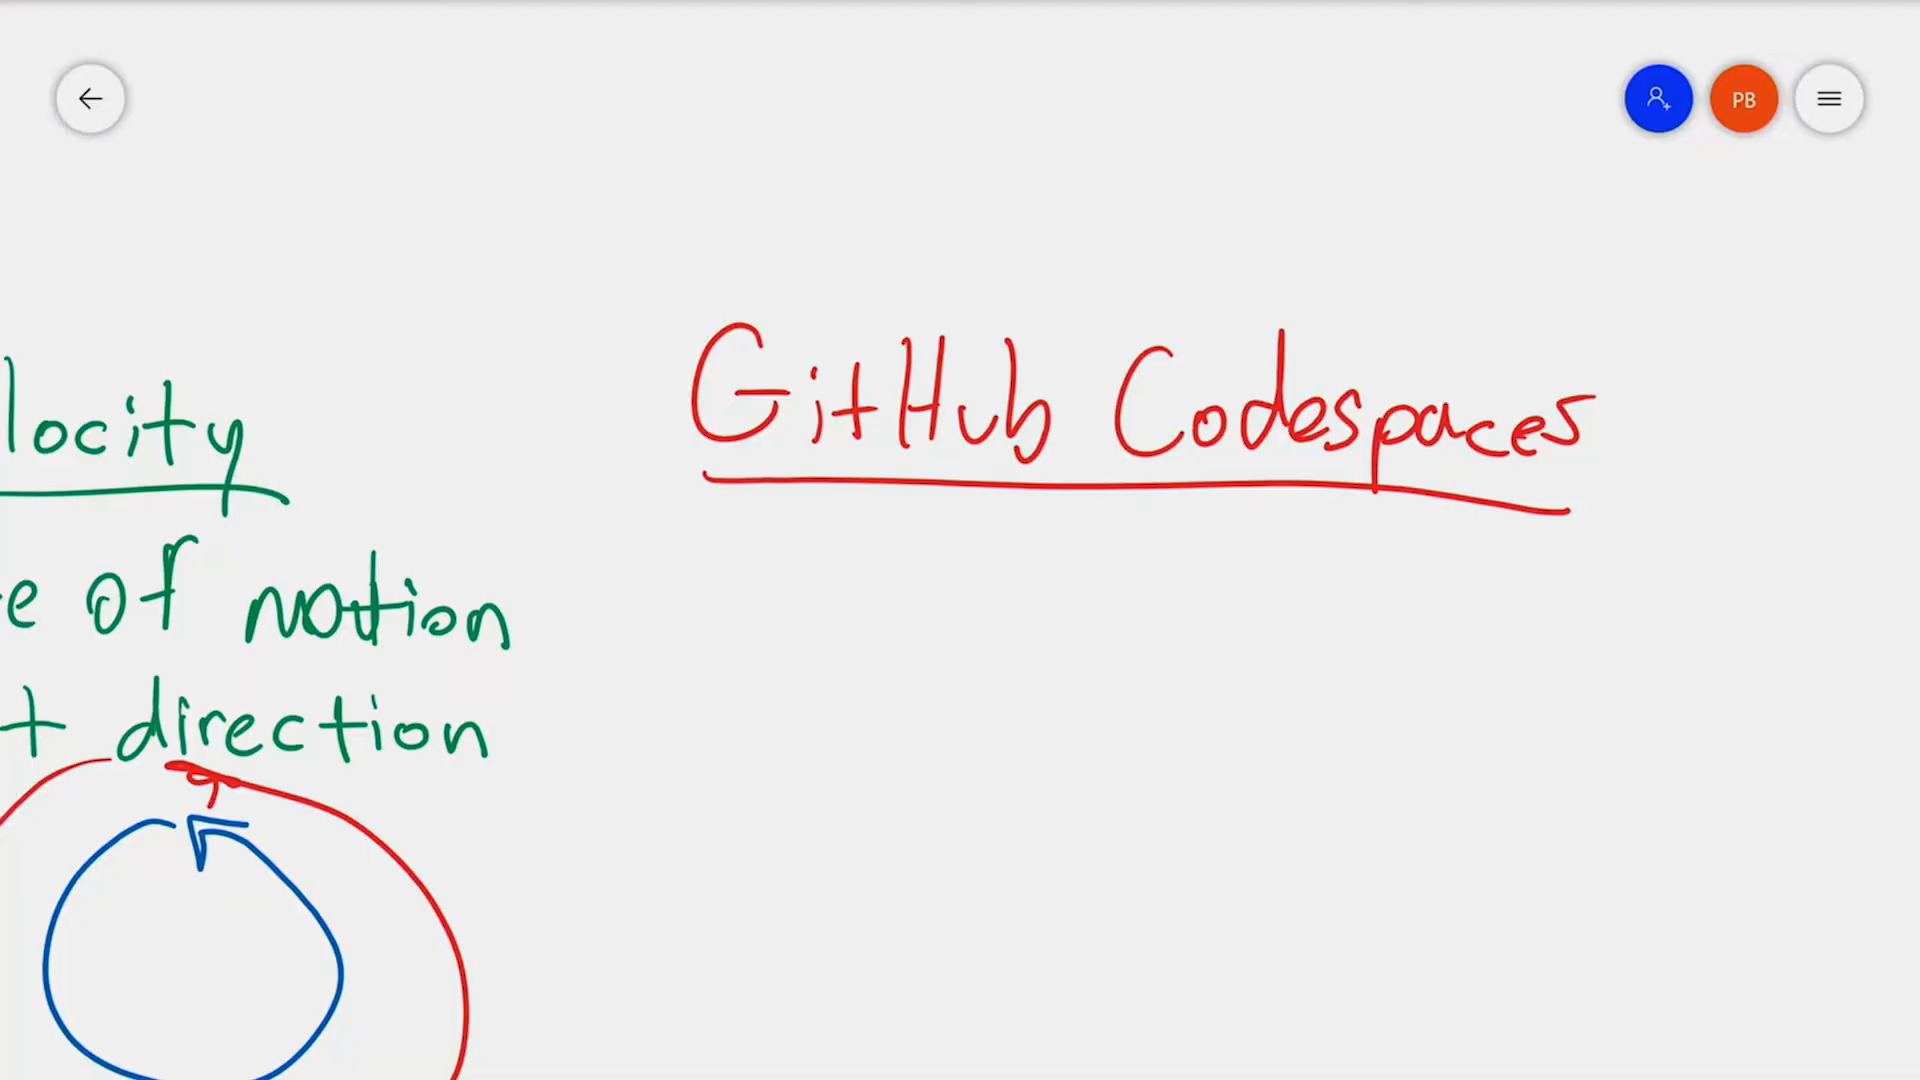 PB
GitHub Codespaces
locity
e of motion
+ direction